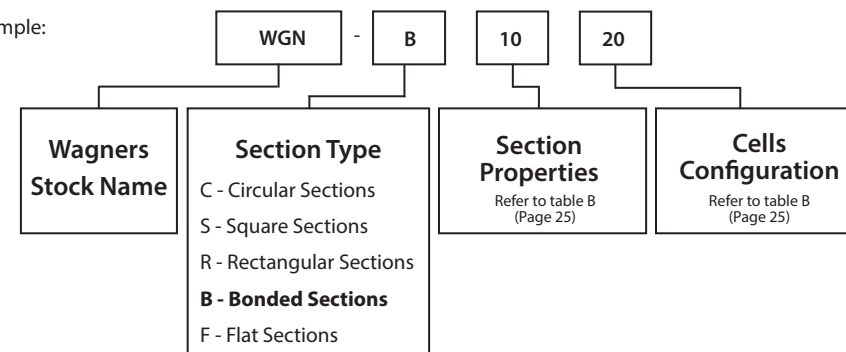 mple:
WGN - B 10 20
Wagners
Stock Name
Section Type
C - Circular Sections
S - Square Sections
R - Rectangular Sections
B - Bonded Sections
F - Flat Sections
Section
Properties
Refer to table B
(Page 25)
Cells
Configuration
Refer to table B
(Page 25)